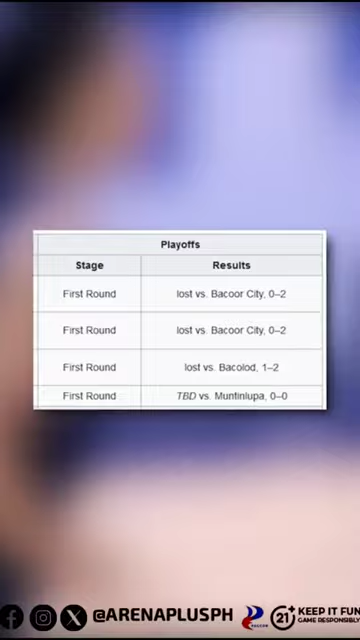 Playoffs
Stage Results
First Round lost vs. Bacoor City, 0–2
First Round lost vs. Bacoor City, 0–2
First Round lost vs. Bacolod, 1–2
First Round TBD vs. Muntinlupa, 0–0
@ARENAPLUSPH PAGCOR 21+ KEEP IT FUN
GAME RESPONSIBLY